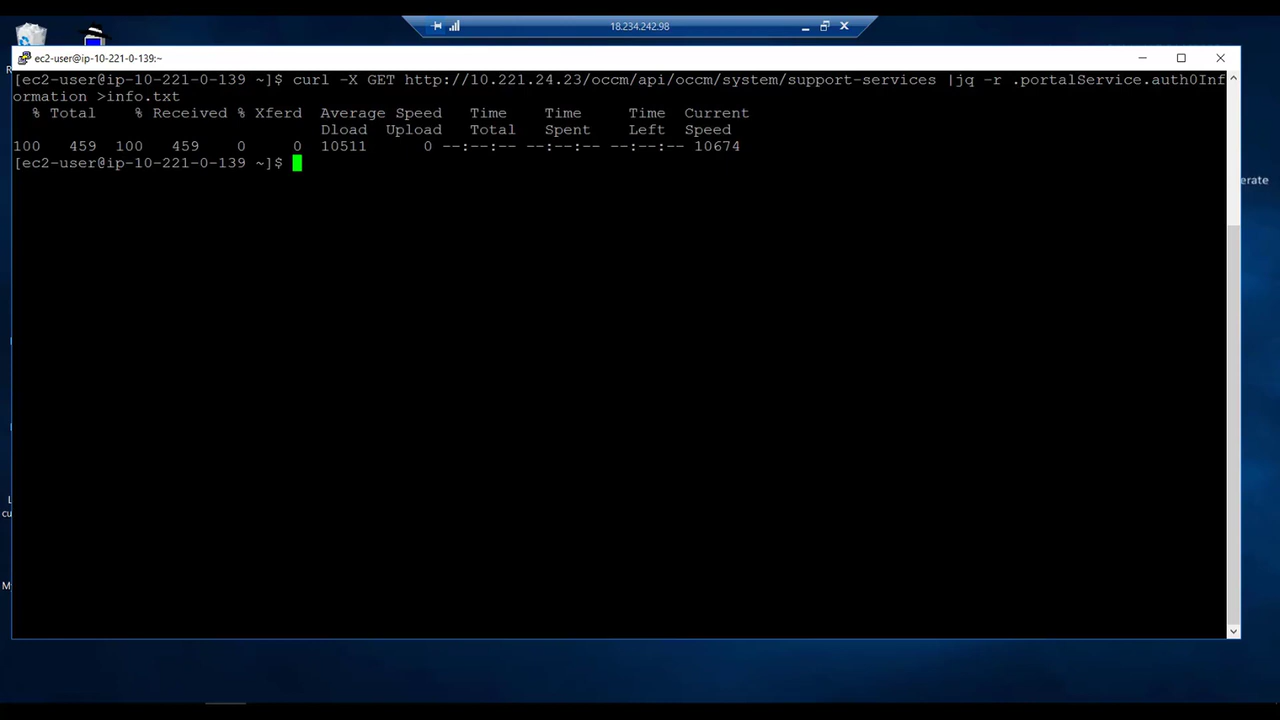 18.234.242.98
ec2-user@ip-10-221-0-139:~
[ec2-user@ip-10-221-0-139 ~]$ curl -X GET http://10.221.24.23/occm/api/occm/system/support-services |jq -r .portalService.auth0Inf
ormation >info.txt
% Total % Received % Xferd Average Speed Time Time Time Current
Dload Upload Total Spent Left Speed
100 459 100 459 0 0 10511 0 --:--:-- --:--:-- --:--:-- 10674
[ec2-user@ip-10-221-0-139 ~]$
erate